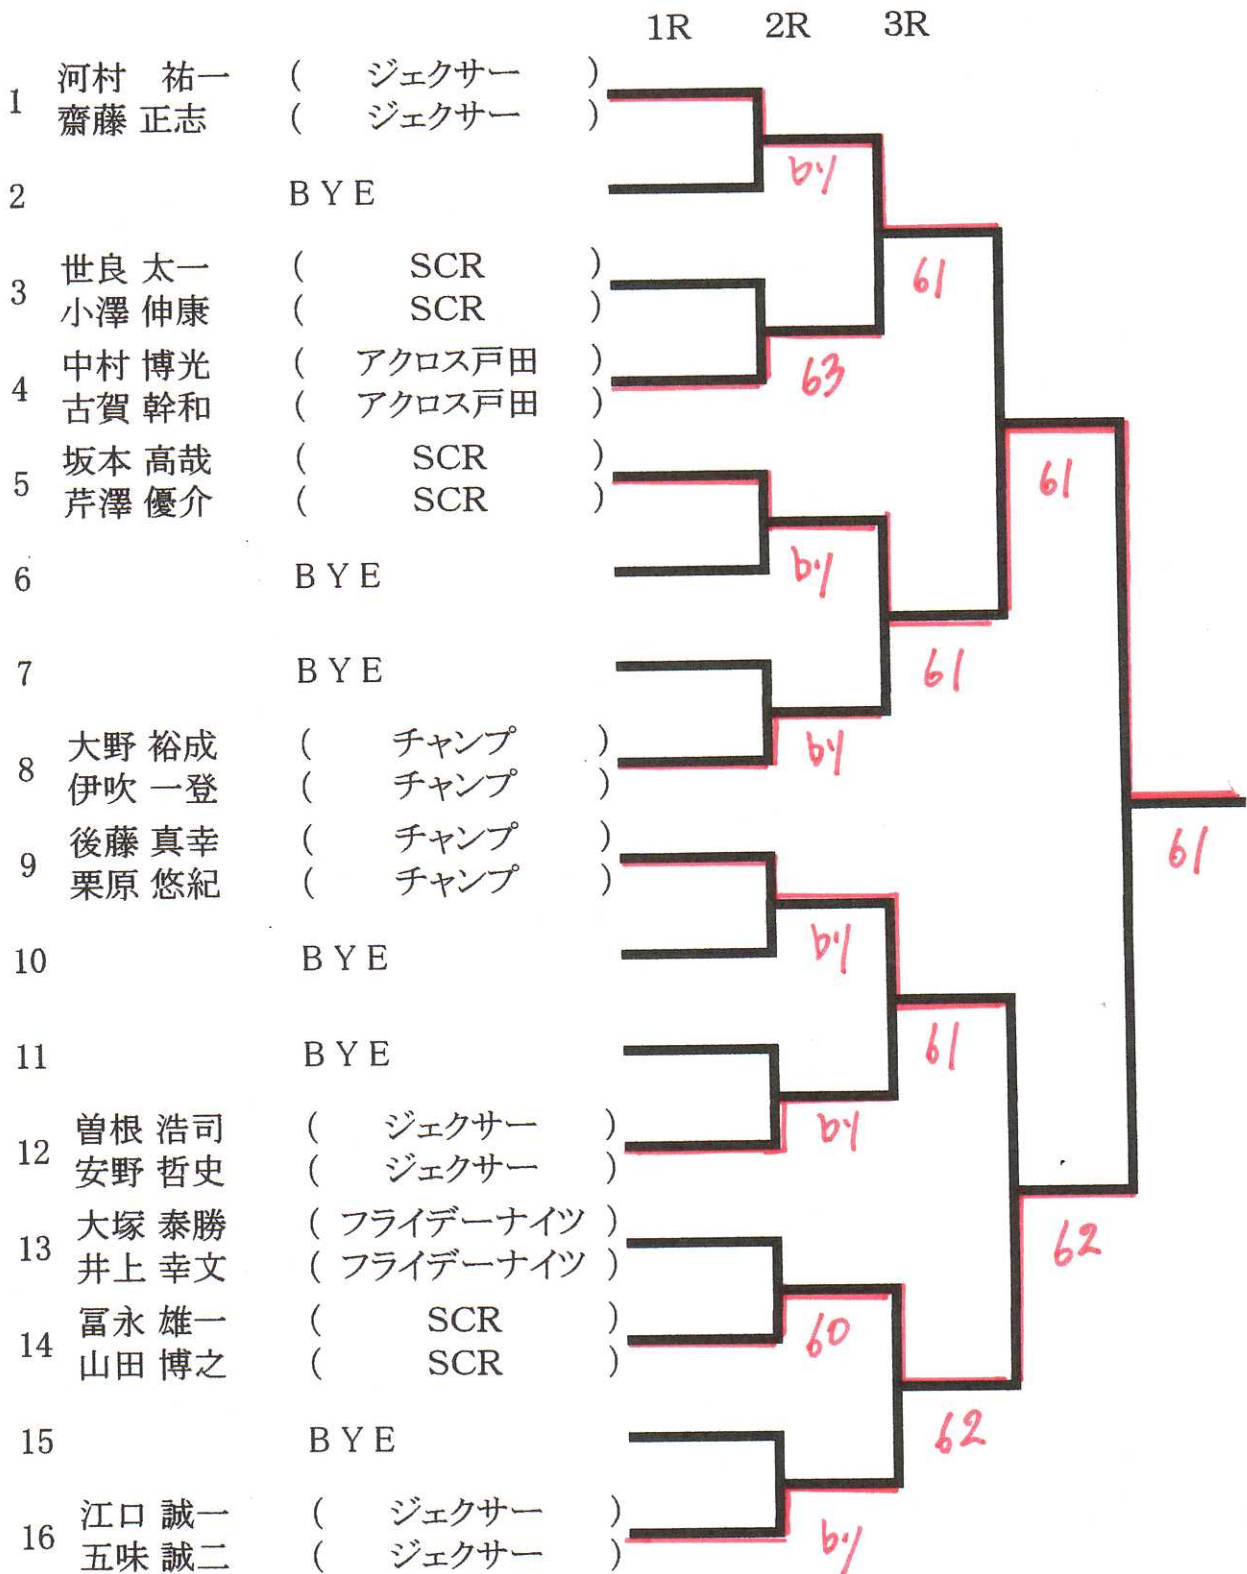 1R 2R 3R
1 河村 祐一 ( ジェクサー )
齋藤 正志 ( ジェクサー )
by
2 BYE
3 世良 太一 ( SCR )
小澤 伸康 ( SCR )
61
4 中村 博光 ( アクロス戸田 )
古賀 幹和 ( アクロス戸田 )
63
5 坂本 高哉 ( SCR )
芹澤 優介 ( SCR )
61
6 BYE
by
7 BYE
61
8 大野 裕成 ( チャンプ )
伊吹 一登 ( チャンプ )
by
9 後藤 真幸 ( チャンプ )
栗原 悠紀 ( チャンプ )
61
10 BYE
by
11 BYE
61
12 曽根 浩司 ( ジェクサー )
安野 哲史 ( ジェクサー )
by
13 大塚 泰勝 ( フライデーナイツ )
井上 幸文 ( フライデーナイツ )
62
14 冨永 雄一 ( SCR )
山田 博之 ( SCR )
60
15 BYE
62
16 江口 誠一 ( ジェクサー )
五味 誠二 ( ジェクサー )
by